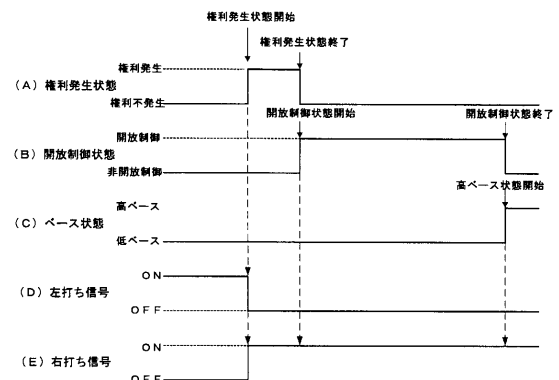 権利発生状態開始
権利発生状態終了
権利発生
(A) 権利発生状態
権利不発生
開放制御状態開始
開放制御状態終了
開放制御
(B) 開放制御状態
非開放制御
高ベース状態開始
高ベース
(C) ベース状態
低ベース
ON
(D) 左打ち信号
OFF
ON
(E) 右打ち信号
OFF